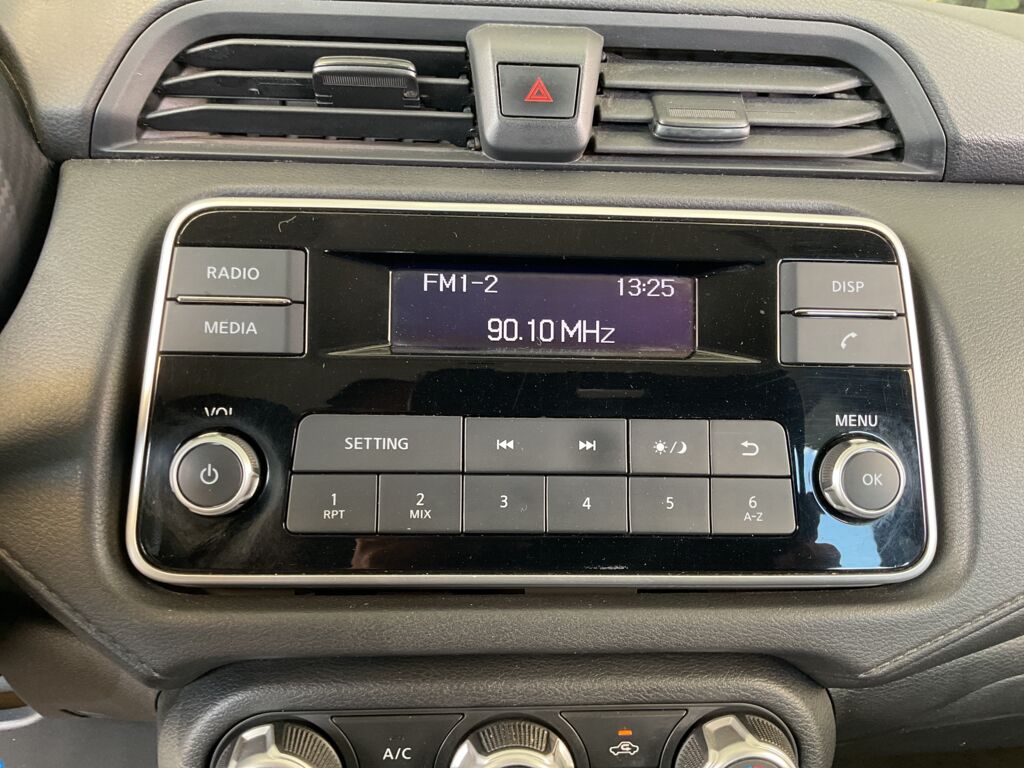 RADIO
MEDIA
FM1-2 13:25
90.10 MHz
DISP
VOL
MENU
SETTING
1 2 3 4 5 6
RPT MIX A-Z
OK
A/C